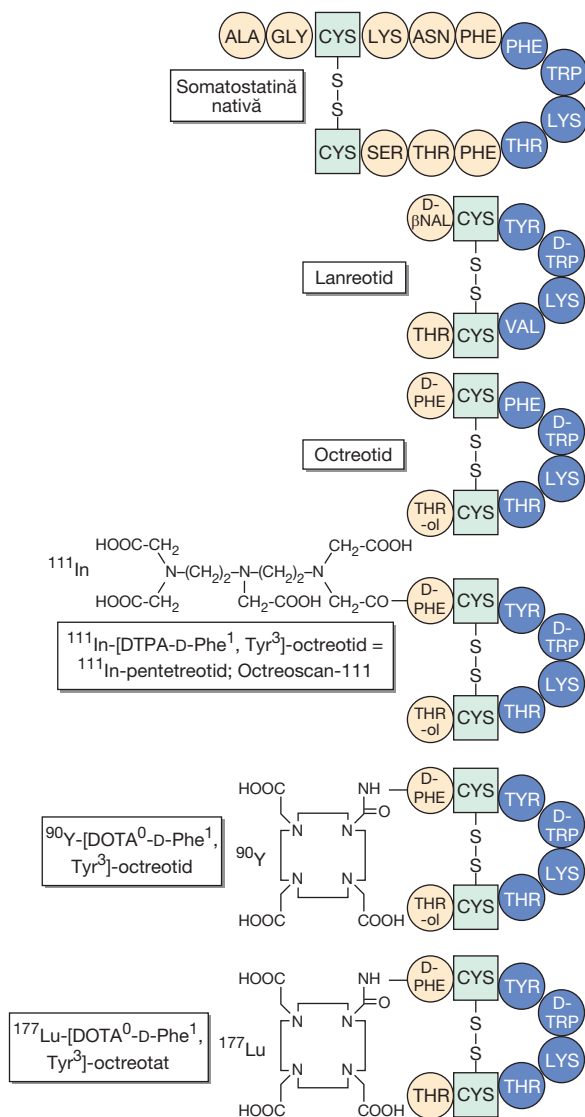 ALA GLY CYS LYS ASN PHE PHE TRP LYS THR
S
S
CYS SER THR PHE
Somatostatină
nativă
D-
βNAL
CYS TYR D-
TRP
LYS
VAL
S
S
THR CYS
Lanreotid
D-
PHE
CYS PHE D-
TRP
LYS
THR
S
S
THR
-ol
CYS
Octreotid
HOOC-CH₂ CH₂-COOH
¹¹¹In N–(CH₂)₂–N–(CH₂)₂–N
HOOC-CH₂ CH₂-COOH CH₂-CO
D-
PHE
CYS TYR D-
TRP
LYS
THR
S
S
THR
-ol
CYS
¹¹¹In-[DTPA-D-Phe¹, Tyr³]-octreotid =
¹¹¹In-pentetreotid; Octreoscan-111
HOOC NH
O
N N
⁹⁰Y
N N
HOOC COOH
D-
PHE
CYS TYR D-
TRP
LYS
THR
S
S
THR
-ol
CYS
⁹⁰Y-[DOTA⁰-D-Phe¹,
Tyr³]-octreotid
HOOC NH
O
N N
¹⁷⁷Lu
N N
HOOC COOH
D-
PHE
CYS TYR D-
TRP
LYS
THR
S
S
THR CYS
¹⁷⁷Lu-[DOTA⁰-D-Phe¹,
Tyr³]-octreotat